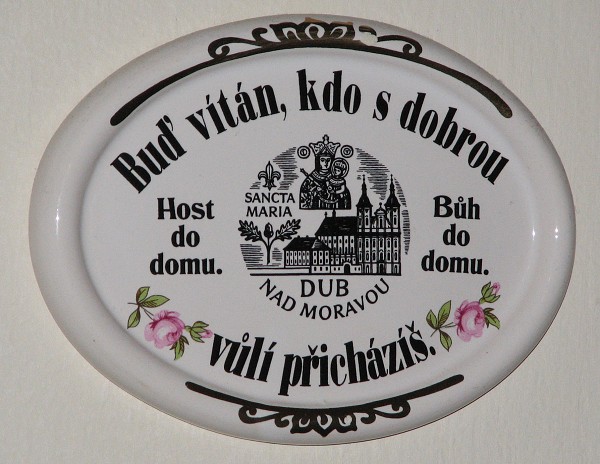 Buď vítán, kdo s dobrou
Host
do
domu.
SANCTA
MARIA
DUB
NAD MORAVOU
Bůh
do
domu.
vůlí přicházíš.